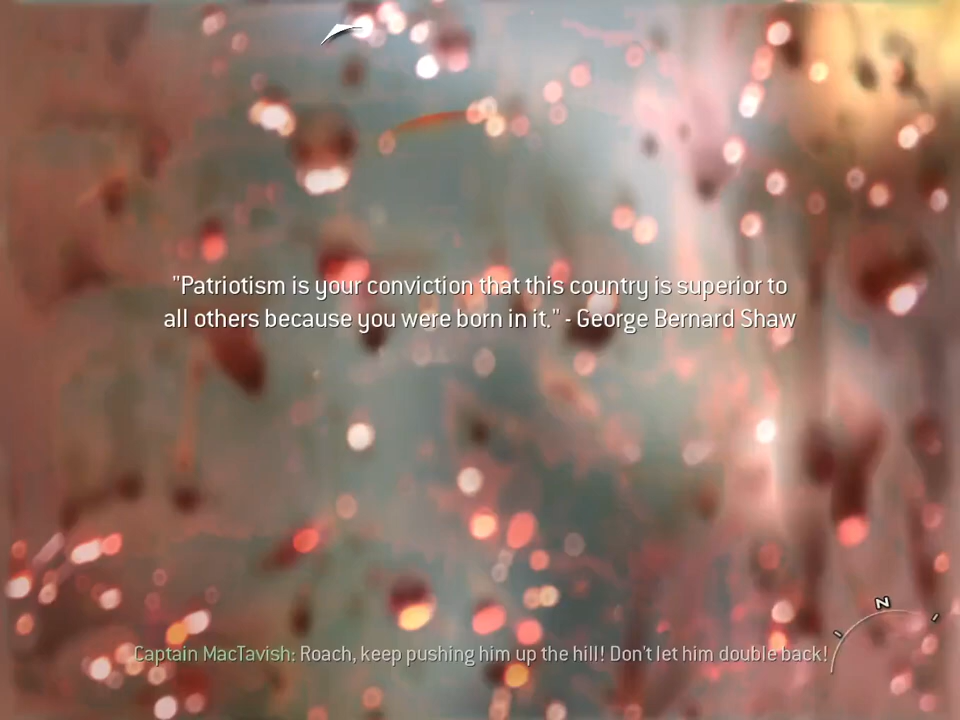 "Patriotism is your conviction that this country is superior to
all others because you were born in it." - George Bernard Shaw
N
Captain MacTavish: Roach, keep pushing him up the hill! Don't let him double back!